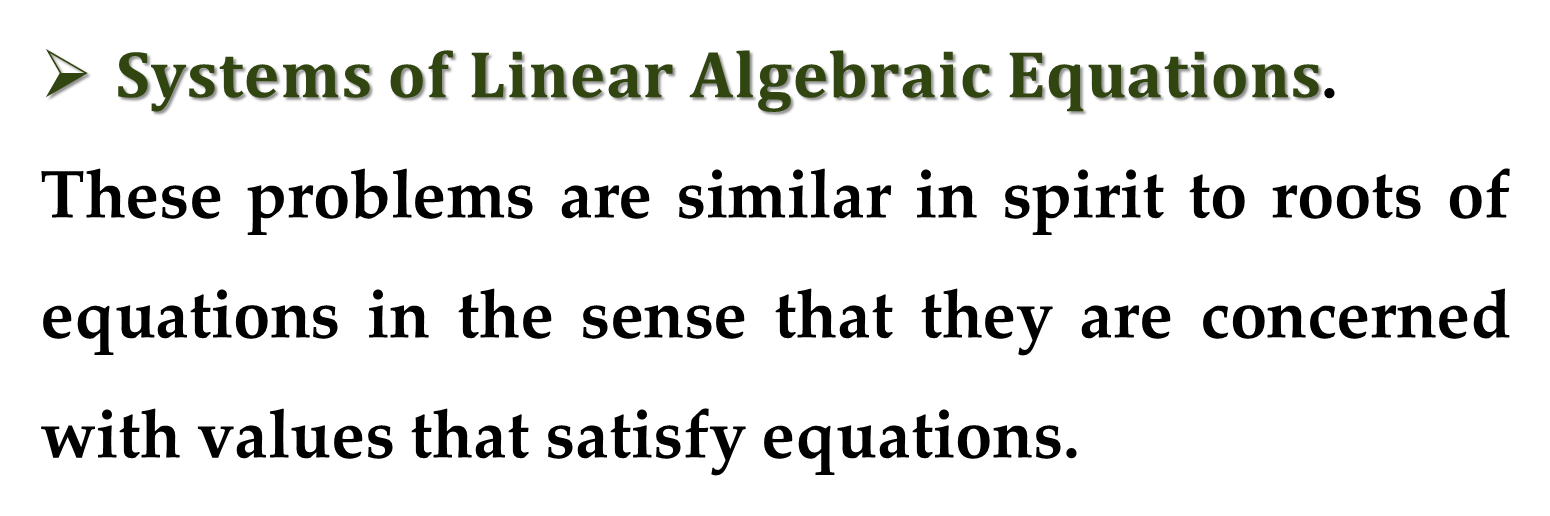 ➢ Systems of Linear Algebraic Equations.
These problems are similar in spirit to roots of
equations in the sense that they are concerned
with values that satisfy equations.